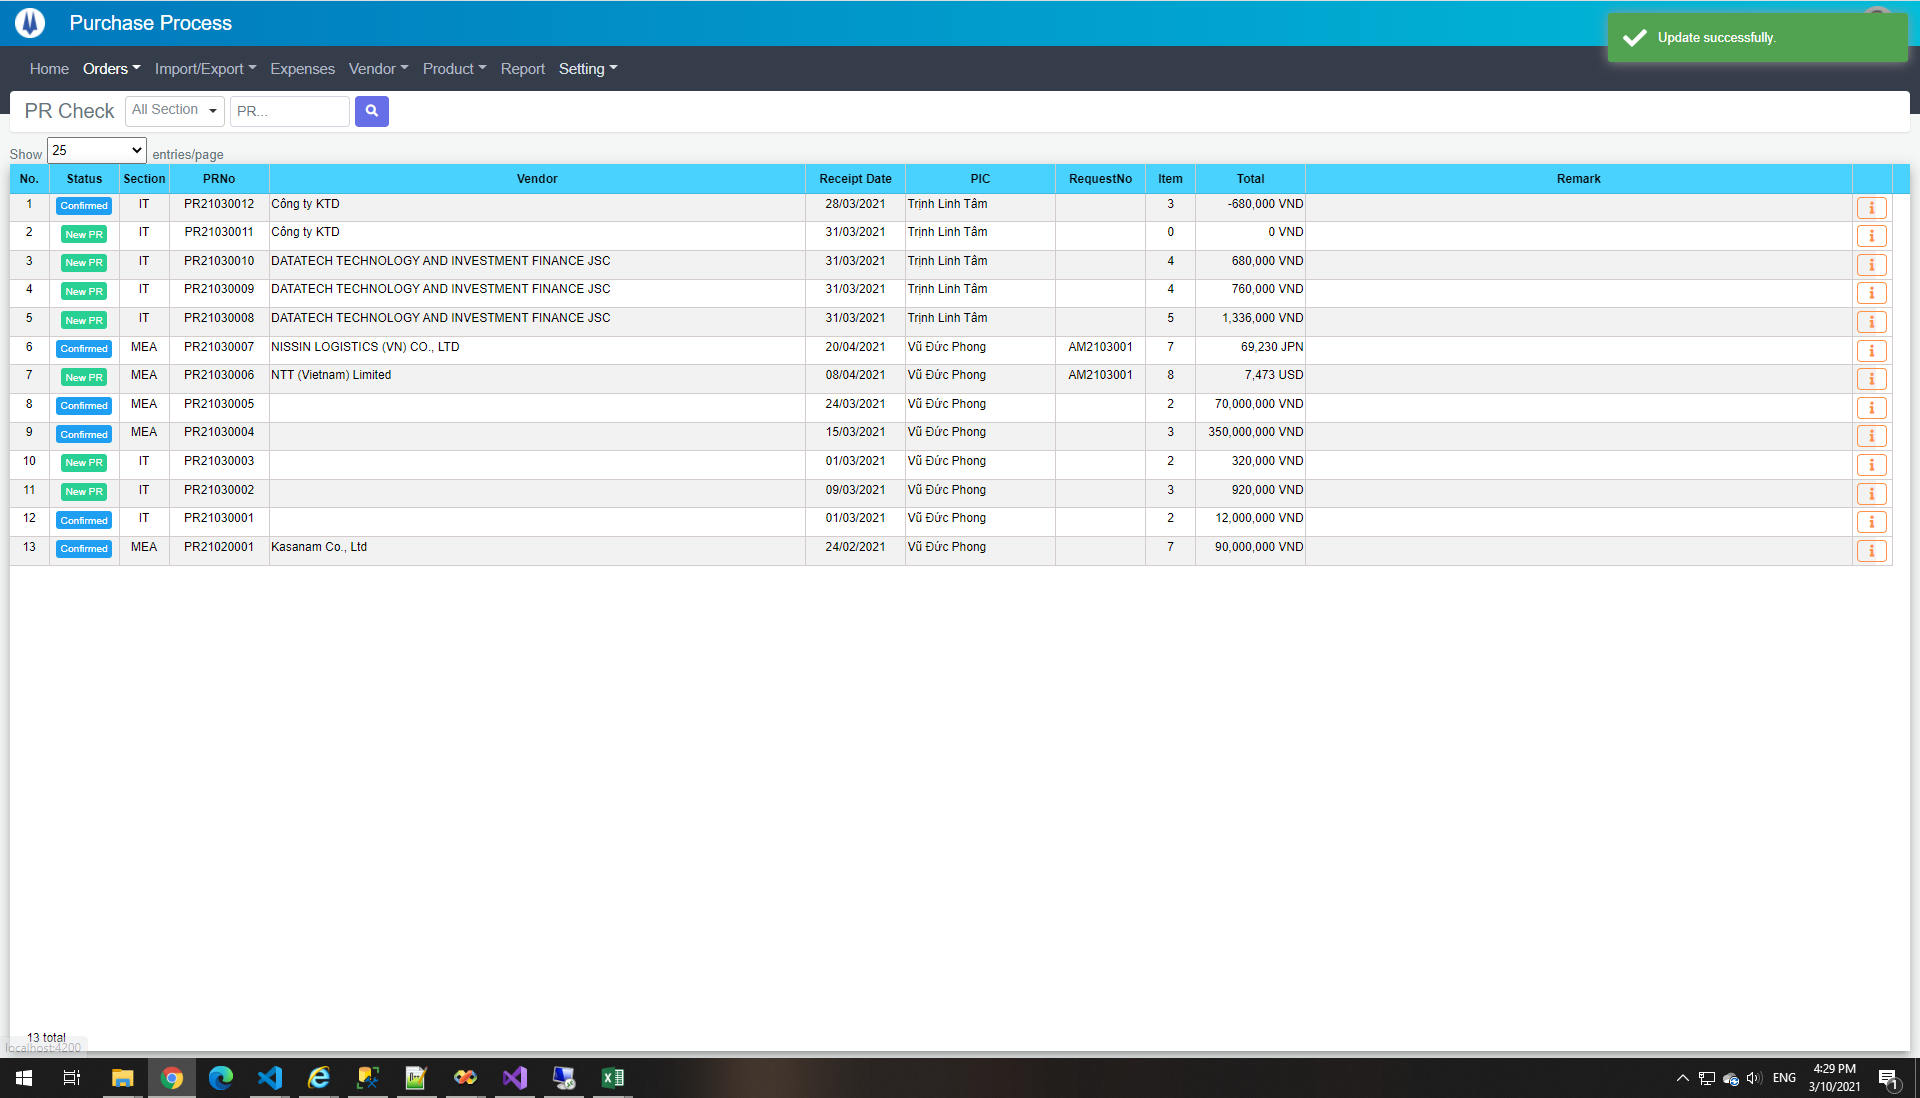 Purchase Process
Update successfully.
Home Orders Import/Export Expenses Vendor Product Report Setting
PR Check All Section PR...
Show 25 entries/page
No. Status Section PRNo Vendor Receipt Date PIC RequestNo Item Total Remark
1 Confirmed IT PR21030012 Công ty KTD 28/03/2021 Trịnh Linh Tâm 3 -680,000 VND
2 New PR IT PR21030011 Công ty KTD 31/03/2021 Trịnh Linh Tâm 0 0 VND
3 New PR IT PR21030010 DATATECH TECHNOLOGY AND INVESTMENT FINANCE JSC 31/03/2021 Trịnh Linh Tâm 4 680,000 VND
4 New PR IT PR21030009 DATATECH TECHNOLOGY AND INVESTMENT FINANCE JSC 31/03/2021 Trịnh Linh Tâm 4 760,000 VND
5 New PR IT PR21030008 DATATECH TECHNOLOGY AND INVESTMENT FINANCE JSC 31/03/2021 Trịnh Linh Tâm 5 1,336,000 VND
6 Confirmed MEA PR21030007 NISSIN LOGISTICS (VN) CO., LTD 20/04/2021 Vũ Đức Phong AM2103001 7 69,230 JPN
7 New PR MEA PR21030006 NTT (Vietnam) Limited 08/04/2021 Vũ Đức Phong AM2103001 8 7,473 USD
8 Confirmed MEA PR21030005 24/03/2021 Vũ Đức Phong 2 70,000,000 VND
9 Confirmed MEA PR21030004 15/03/2021 Vũ Đức Phong 3 350,000,000 VND
10 New PR IT PR21030003 01/03/2021 Vũ Đức Phong 2 320,000 VND
11 New PR IT PR21030002 09/03/2021 Vũ Đức Phong 3 920,000 VND
12 Confirmed IT PR21030001 01/03/2021 Vũ Đức Phong 2 12,000,000 VND
13 Confirmed MEA PR21020001 Kasanam Co., Ltd 24/02/2021 Vũ Đức Phong 7 90,000,000 VND
13 total
localhost:4200
ENG 4:29 PM
3/10/2021 1